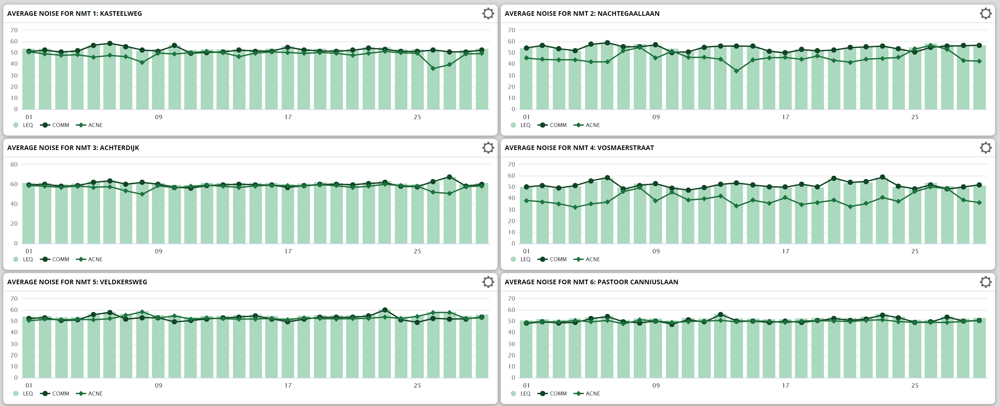 AVERAGE NOISE FOR NMT 1: KASTEELWEG
70
60
50
40
30
20
10
0
01 09 17 25
LEQ COMM ACNE
AVERAGE NOISE FOR NMT 2: NACHTEGAALLAAN
70
60
50
40
30
20
10
0
01 09 17 25
LEQ COMM ACNE
AVERAGE NOISE FOR NMT 3: ACHTERDIJK
80
60
40
20
0
01 09 17 25
LEQ COMM ACNE
AVERAGE NOISE FOR NMT 4: VOSMAERSTRAAT
70
60
50
40
30
20
10
0
01 09 17 25
LEQ COMM ACNE
AVERAGE NOISE FOR NMT 5: VELDKERSWEG
70
60
50
40
30
20
10
0
01 09 17 25
LEQ COMM ACNE
AVERAGE NOISE FOR NMT 6: PASTOOR CANNIUSLAAN
70
60
50
40
30
20
10
0
01 09 17 25
LEQ COMM ACNE